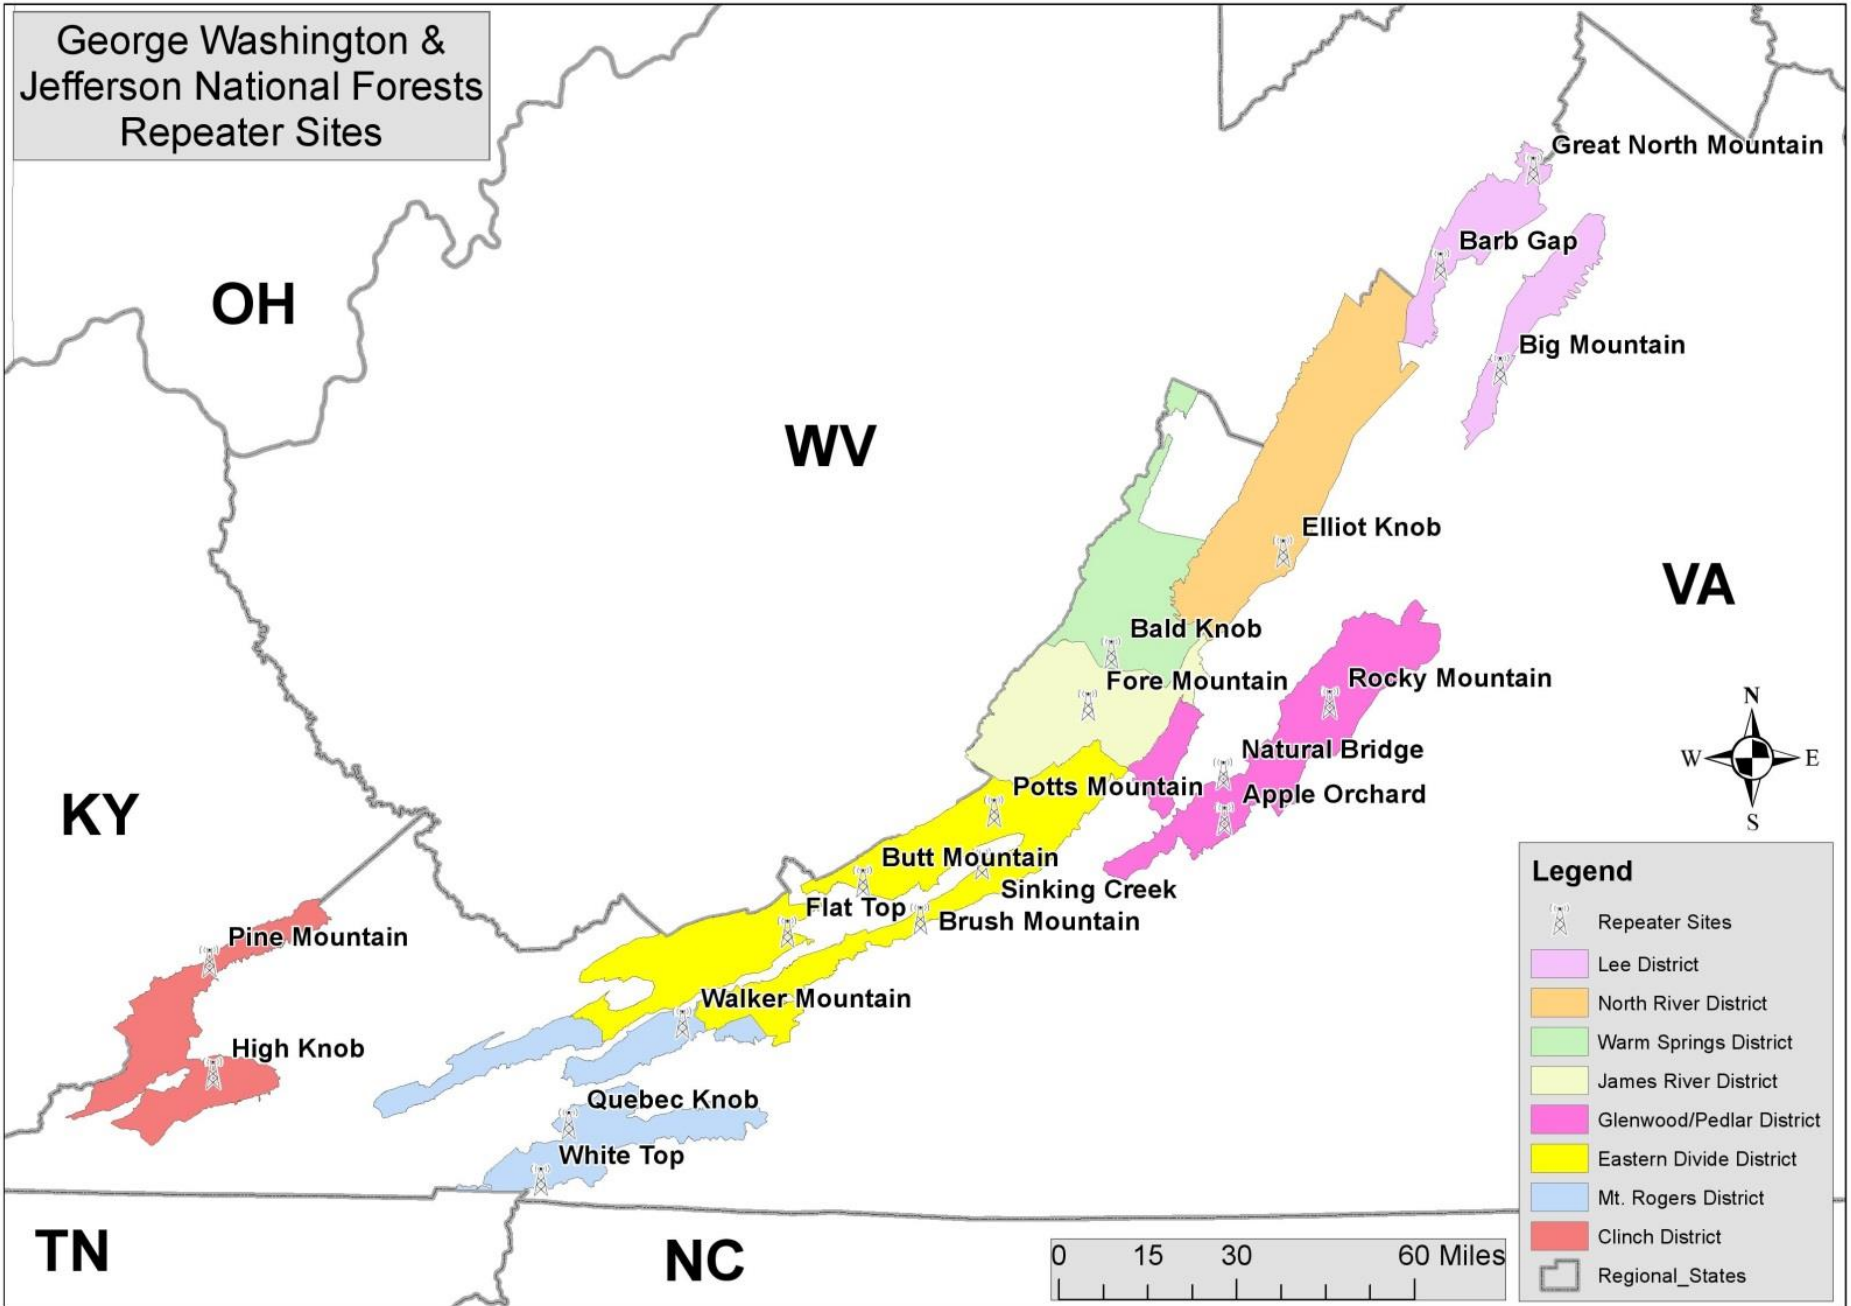 George Washington &
Jefferson National Forests
Repeater Sites
Great North Mountain
Barb Gap
OH
Big Mountain
WV
Elliot Knob
VA
Bald Knob
Fore Mountain
Rocky Mountain
N
W E
S
Natural Bridge
Potts Mountain
Apple Orchard
KY
Butt Mountain
Sinking Creek
Flat Top
Brush Mountain
Pine Mountain
Walker Mountain
High Knob
Quebec Knob
White Top
TN
NC
0 15 30 60 Miles
Legend
Repeater Sites
Lee District
North River District
Warm Springs District
James River District
Glenwood/Pedlar District
Eastern Divide District
Mt. Rogers District
Clinch District
Regional_States